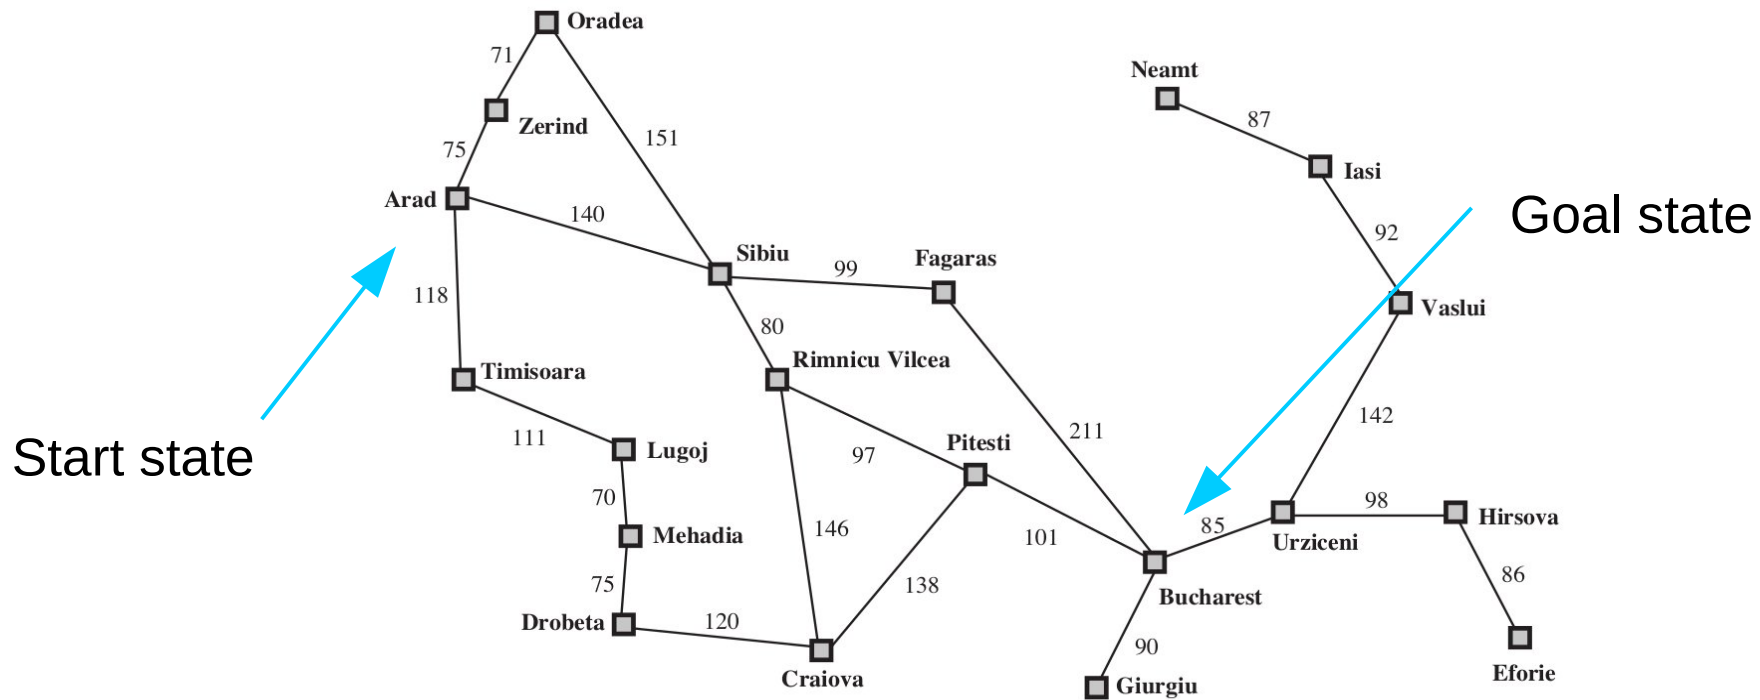 Oradea
71
Neamt
Zerind
87
151
75
Iasi
Arad
140
Goal state
92
Sibiu
Fagaras
99
118
Vaslui
80
Rimnicu Vilcea
Timisoara
142
211
111
Pitesti
Start state
Lugoj
97
70
98
Hirsova
146
101
85
Mehadia
Urziceni
86
75
138
Bucharest
Drobeta
120
90
Eforie
Craiova
Giurgiu